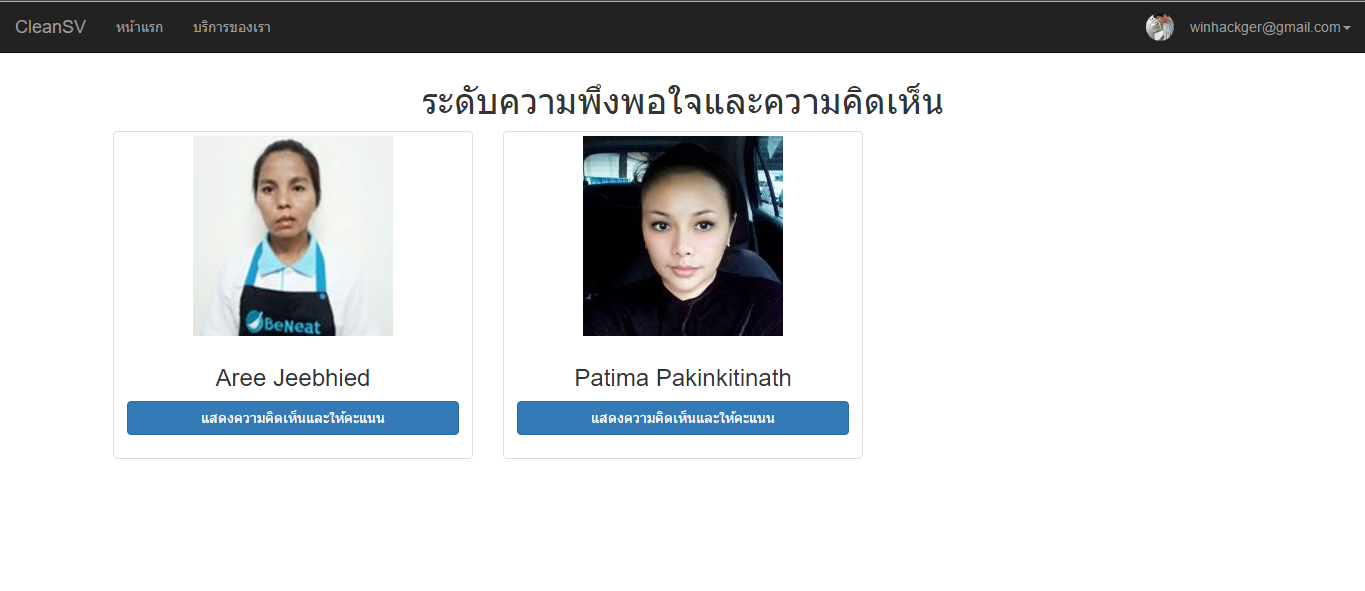 CleanSV หน้าแรก บริการของเรา winhackger@gmail.com
ระดับความพึงพอใจและความคิดเห็น
BeNeat
Aree Jeebhied
แสดงความคิดเห็นและให้คะแนน
Patima Pakinkitinath
แสดงความคิดเห็นและให้คะแนน